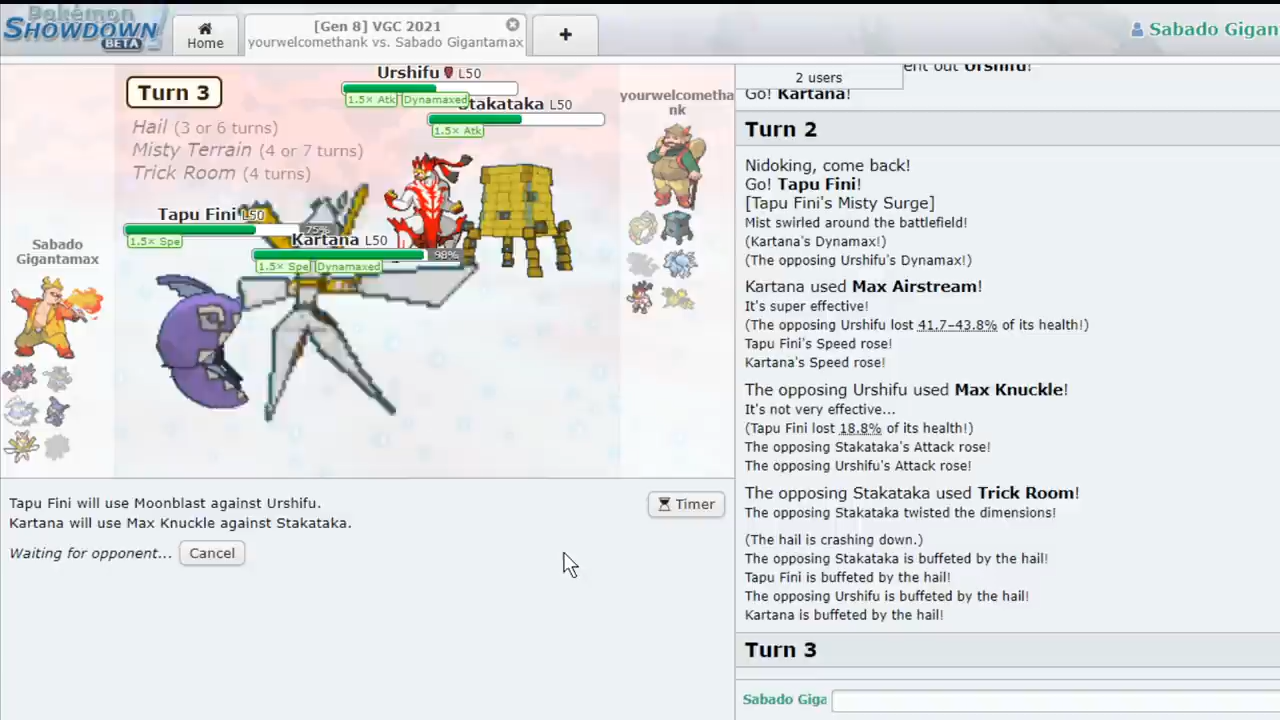 Pokémon
SHOWDOWN
BETA
Home
[Gen 8] VGC 2021
yourwelcomethank vs. Sabado Gigantamax
+
Sabado Gigan
Turn 3
Hail (3 or 6 turns)
Misty Terrain (4 or 7 turns)
Trick Room (4 turns)
Urshifu L50
1.5× Atk Dynamaxed
Stakataka L50
1.5× Atk
Tapu Fini L50
75%
1.5× Spe
Kartana L50
98%
1.5× Spe Dynamaxed
Sabado
Gigantamax
yourwelcometha
nk
Tapu Fini will use Moonblast against Urshifu.
Kartana will use Max Knuckle against Stakataka.
Waiting for opponent... Cancel
Timer
2 users
ent out Urshifu!
Go! Kartana!
Turn 2
Nidoking, come back!
Go! Tapu Fini!
[Tapu Fini's Misty Surge]
Mist swirled around the battlefield!
(Kartana's Dynamax!)
(The opposing Urshifu's Dynamax!)
Kartana used Max Airstream!
It's super effective!
(The opposing Urshifu lost 41.7–43.8% of its health!)
Tapu Fini's Speed rose!
Kartana's Speed rose!
The opposing Urshifu used Max Knuckle!
It's not very effective...
(Tapu Fini lost 18.8% of its health!)
The opposing Stakataka's Attack rose!
The opposing Urshifu's Attack rose!
The opposing Stakataka used Trick Room!
The opposing Stakataka twisted the dimensions!
(The hail is crashing down.)
The opposing Stakataka is buffeted by the hail!
Tapu Fini is buffeted by the hail!
The opposing Urshifu is buffeted by the hail!
Kartana is buffeted by the hail!
Turn 3
Sabado Giga